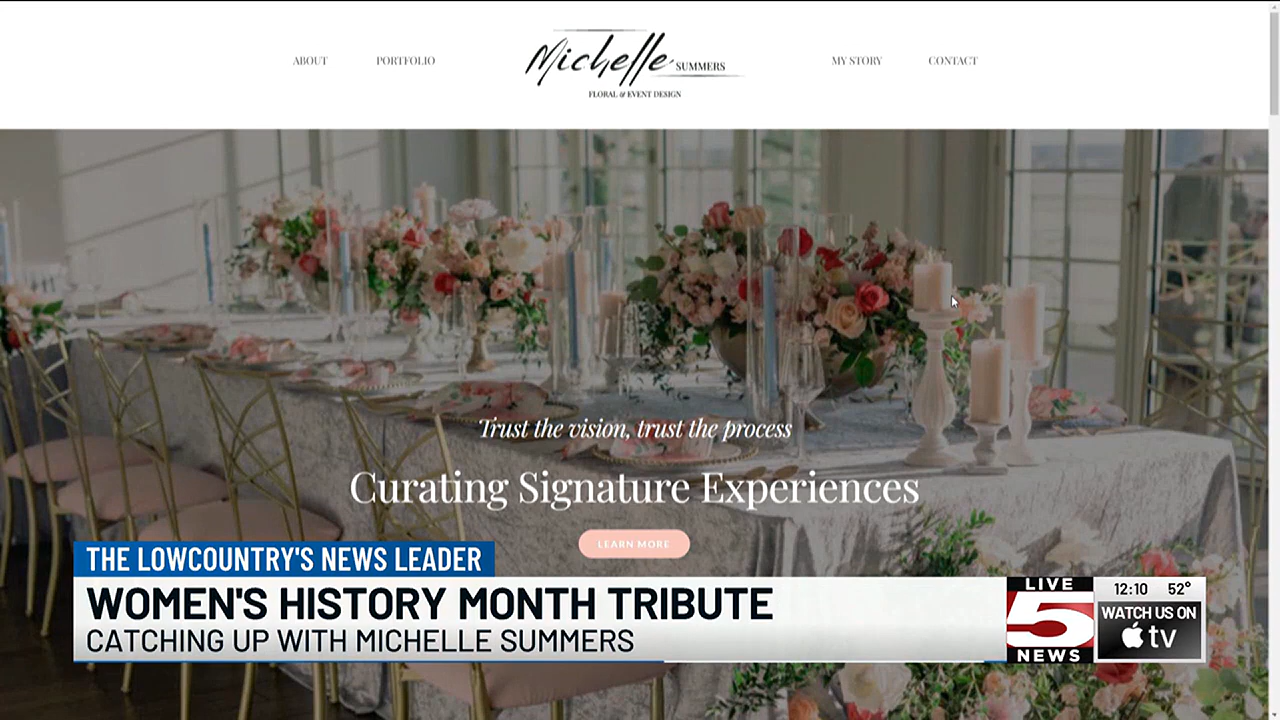 ABOUT
PORTFOLIO
Michelle SUMMERS
FLORAL & EVENT DESIGN
MY STORY
CONTACT
Trust the vision, trust the process
Curating Signature Experiences
LEARN MORE
THE LOWCOUNTRY'S NEWS LEADER
WOMEN'S HISTORY MONTH TRIBUTE
CATCHING UP WITH MICHELLE SUMMERS
LIVE
5
NEWS
12:10 52°
WATCH US ON
tv